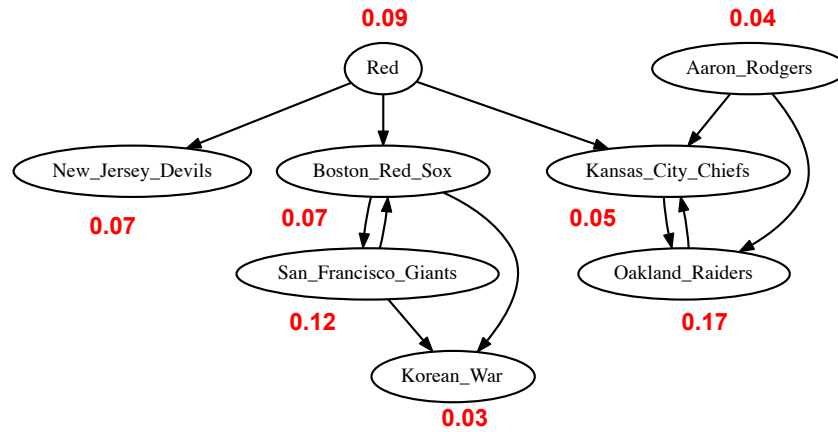 0.09
0.04
Red
Aaron_Rodgers
New_Jersey_Devils
Boston_Red_Sox
Kansas_City_Chiefs
0.07
0.07
0.05
San_Francisco_Giants
Oakland_Raiders
0.12
0.17
Korean_War
0.03